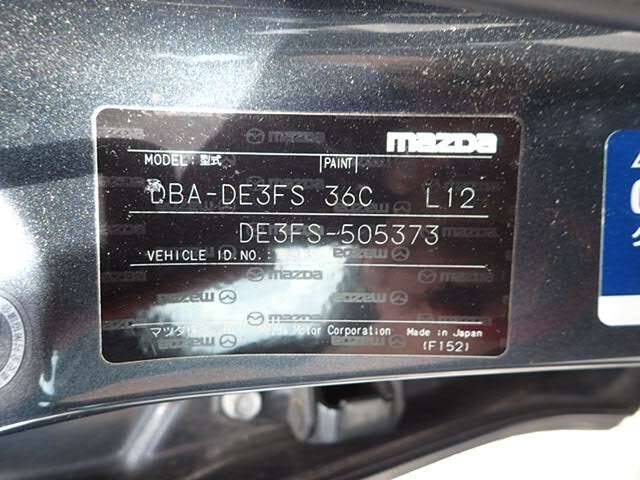 mazda
MODEL:型式 PAINT
DBA-DE3FS 36C L12
DE3FS-505373
VEHICLE ID.NO.:
マツダ Motor Corporation Made in Japan
(F152)